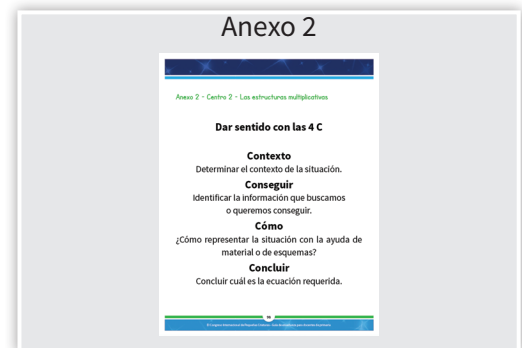 Anexo 2
Anexo 2 - Centro 2 - Las estructuras multiplicativas
Dar sentido con las 4 C
Contexto
Determinar el contexto de la situación.
Conseguir
Identificar la información que buscamos
o queremos conseguir.
Cómo
¿Cómo representar la situación con la ayuda de
material o de esquemas?
Concluir
Concluir cuál es la ecuación requerida.